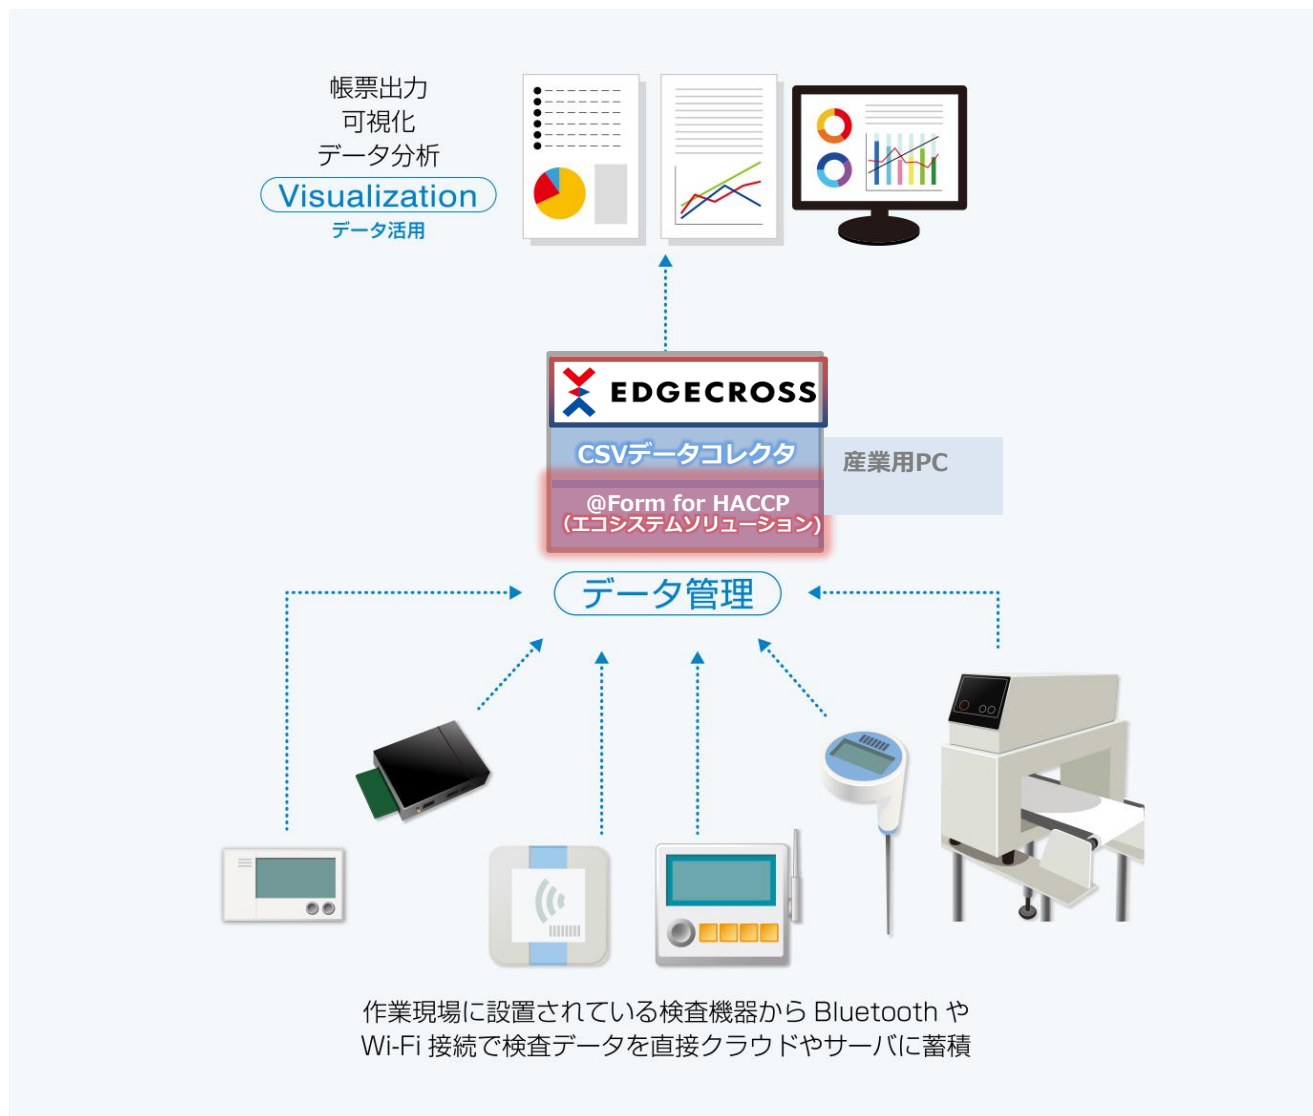 帳票出力
可視化
データ分析
Visualization
データ活用
EDGECROSS
CSVデータコレクタ
産業用PC
@Form for HACCP
(エコシステムソリューション)
データ管理
作業現場に設置されている検査機器から Bluetooth や
Wi-Fi 接続で検査データを直接クラウドやサーバに蓄積